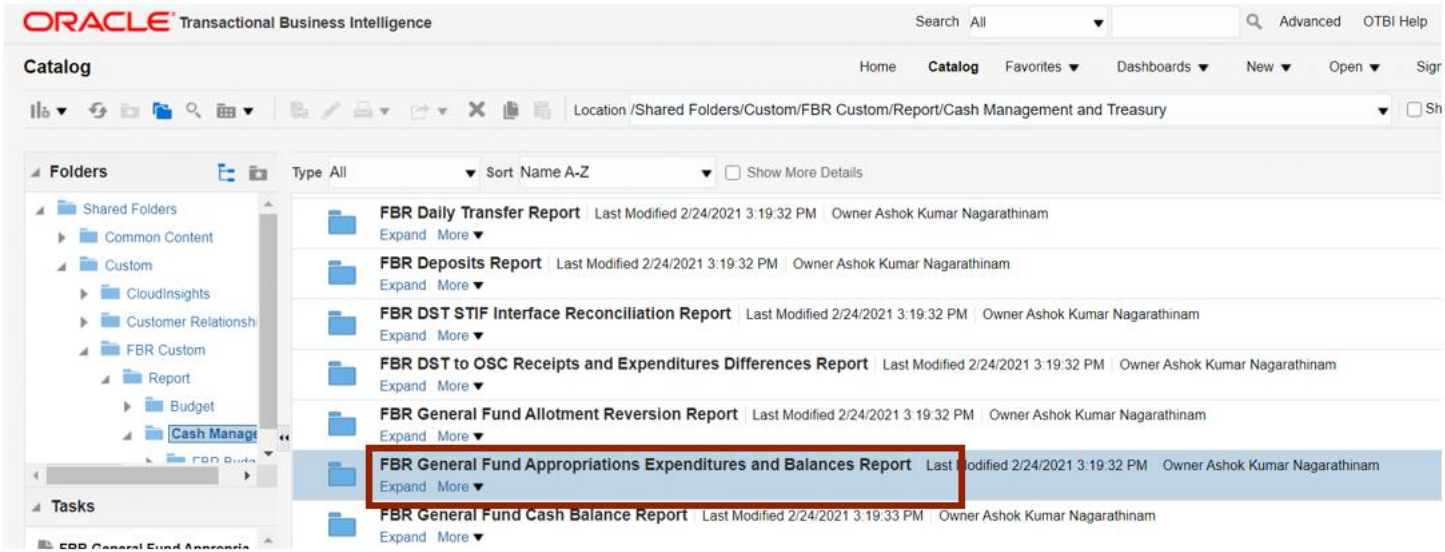 ORACLE Transactional Business Intelligence Search All Advanced OTBI Help
Catalog Home Catalog Favorites Dashboards New Open Sign
Location /Shared Folders/Custom/FBR Custom/Report/Cash Management and Treasury Sh
Folders Type All Sort Name A-Z Show More Details
Shared Folders
Common Content
Custom
CloudInsights
Customer Relationshi
FBR Custom
Report
Budget
Cash Manage
Tasks
FBR Daily Transfer Report Last Modified 2/24/2021 3:19:32 PM Owner Ashok Kumar Nagarathinam
Expand More
FBR Deposits Report Last Modified 2/24/2021 3:19:32 PM Owner Ashok Kumar Nagarathinam
Expand More
FBR DST STIF Interface Reconciliation Report Last Modified 2/24/2021 3:19:32 PM Owner Ashok Kumar Nagarathinam
Expand More
FBR DST to OSC Receipts and Expenditures Differences Report Last Modified 2/24/2021 3:19:32 PM Owner Ashok Kumar Nagarathinam
Expand More
FBR General Fund Allotment Reversion Report Last Modified 2/24/2021 3:19:32 PM Owner Ashok Kumar Nagarathinam
Expand More
FBR General Fund Appropriations Expenditures and Balances Report Last Modified 2/24/2021 3:19:32 PM Owner Ashok Kumar Nagarathinam
Expand More
FBR General Fund Cash Balance Report Last Modified 2/24/2021 3:19:33 PM Owner Ashok Kumar Nagarathinam
Expand More